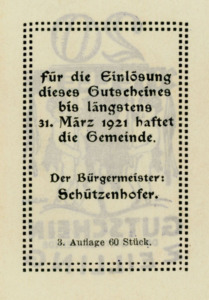 für die Einlösung
dieses Gutscheines
bis längstens
31. März 1921 haftet
die Gemeinde.
Der Bürgermeister:
Schützenhofer.
3. Auflage 60 Stück.